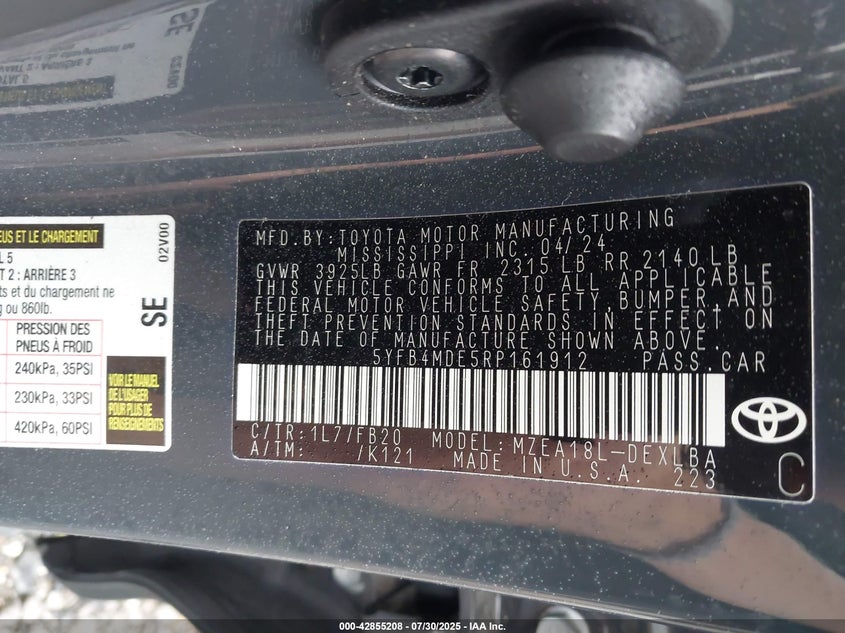 EUS ET LE CHARGEMENT
L 5
T 2 : ARRIÈRE 3
ts et du chargement ne
g ou 860lb.
PRESSION DES
PNEUS À FROID
240kPa, 35PSI
230kPa, 33PSI
420kPa, 60PSI
VOIR LE MANUEL
DE L'USAGER
POUR PLUS DE
RENSEIGNEMENTS
02V00
SE
MFD.BY:TOYOTA MOTOR MANUFACTURING
MISSISSIPPI INC. 04/24
GVWR 3925LB GAWR FR 2315 LB RR 2140 LB
THIS VEHICLE CONFORMS TO ALL APPLICABLE
FEDERAL MOTOR VEHICLE SAFETY, BUMPER, AND
THEFT PREVENTION STANDARDS IN EFFECT ON
THE DATE OF MANUFACTURE SHOWN ABOVE.
5YFB4MDE5RP161912 PASS.CAR
C/TR:1L7/FB20 MODEL:MZEA18L-DEXLBA
A/TM: /K121 MADE IN U.S.A. 223
C
000-42855208 - 07/30/2025 - IAA Inc.